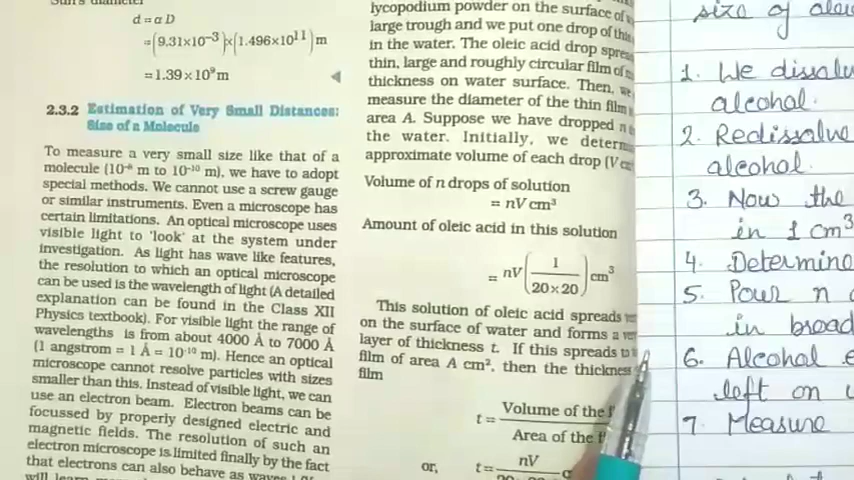 Sun's diameter
d = α D
=(9.31×10⁻³)×(1.496×10¹¹) m
=1.39×10⁹ m
2.3.2 Estimation of Very Small Distances:
Size of a Molecule
To measure a very small size like that of a
molecule (10⁻⁸ m to 10⁻¹⁰ m), we have to adopt
special methods. We cannot use a screw gauge
or similar instruments. Even a microscope has
certain limitations. An optical microscope uses
visible light to 'look' at the system under
investigation. As light has wave like features,
the resolution to which an optical microscope
can be used is the wavelength of light (A detailed
explanation can be found in the Class XII
Physics textbook). For visible light the range of
wavelengths is from about 4000 Å to 7000 Å
(1 angstrom = 1 Å = 10⁻¹⁰ m). Hence an optical
microscope cannot resolve particles with sizes
smaller than this. Instead of visible light, we can
use an electron beam. Electron beams can be
focussed by properly designed electric and
magnetic fields. The resolution of such an
electron microscope is limited finally by the fact
that electrons can also behave as waves
will learn
lycopodium powder on the surface of
large trough and we put one drop of this
in the water. The oleic acid drop
thin, large and roughly circular film of
thickness on water surface. Then, we
measure the diameter of the thin film
area A. Suppose we have dropped n
the water. Initially, we
approximate volume of each drop (V
Volume of n drops of solution
= nV cm³
Amount of oleic acid in this solution
= nV(1/20×20) cm³
This solution of oleic acid spreads
on the surface of water and forms a
layer of thickness t. If this spreads to
film of area A cm², then the thickness
film
t = Volume of the / Area of the
or, t = nV
size of
1. We
alcohol.
2. Redissolve
alcohol.
3. Now the
in 1 cm³
4. Determine
5. Pour n
in broad
6. Alcohol
left on
7. Measure